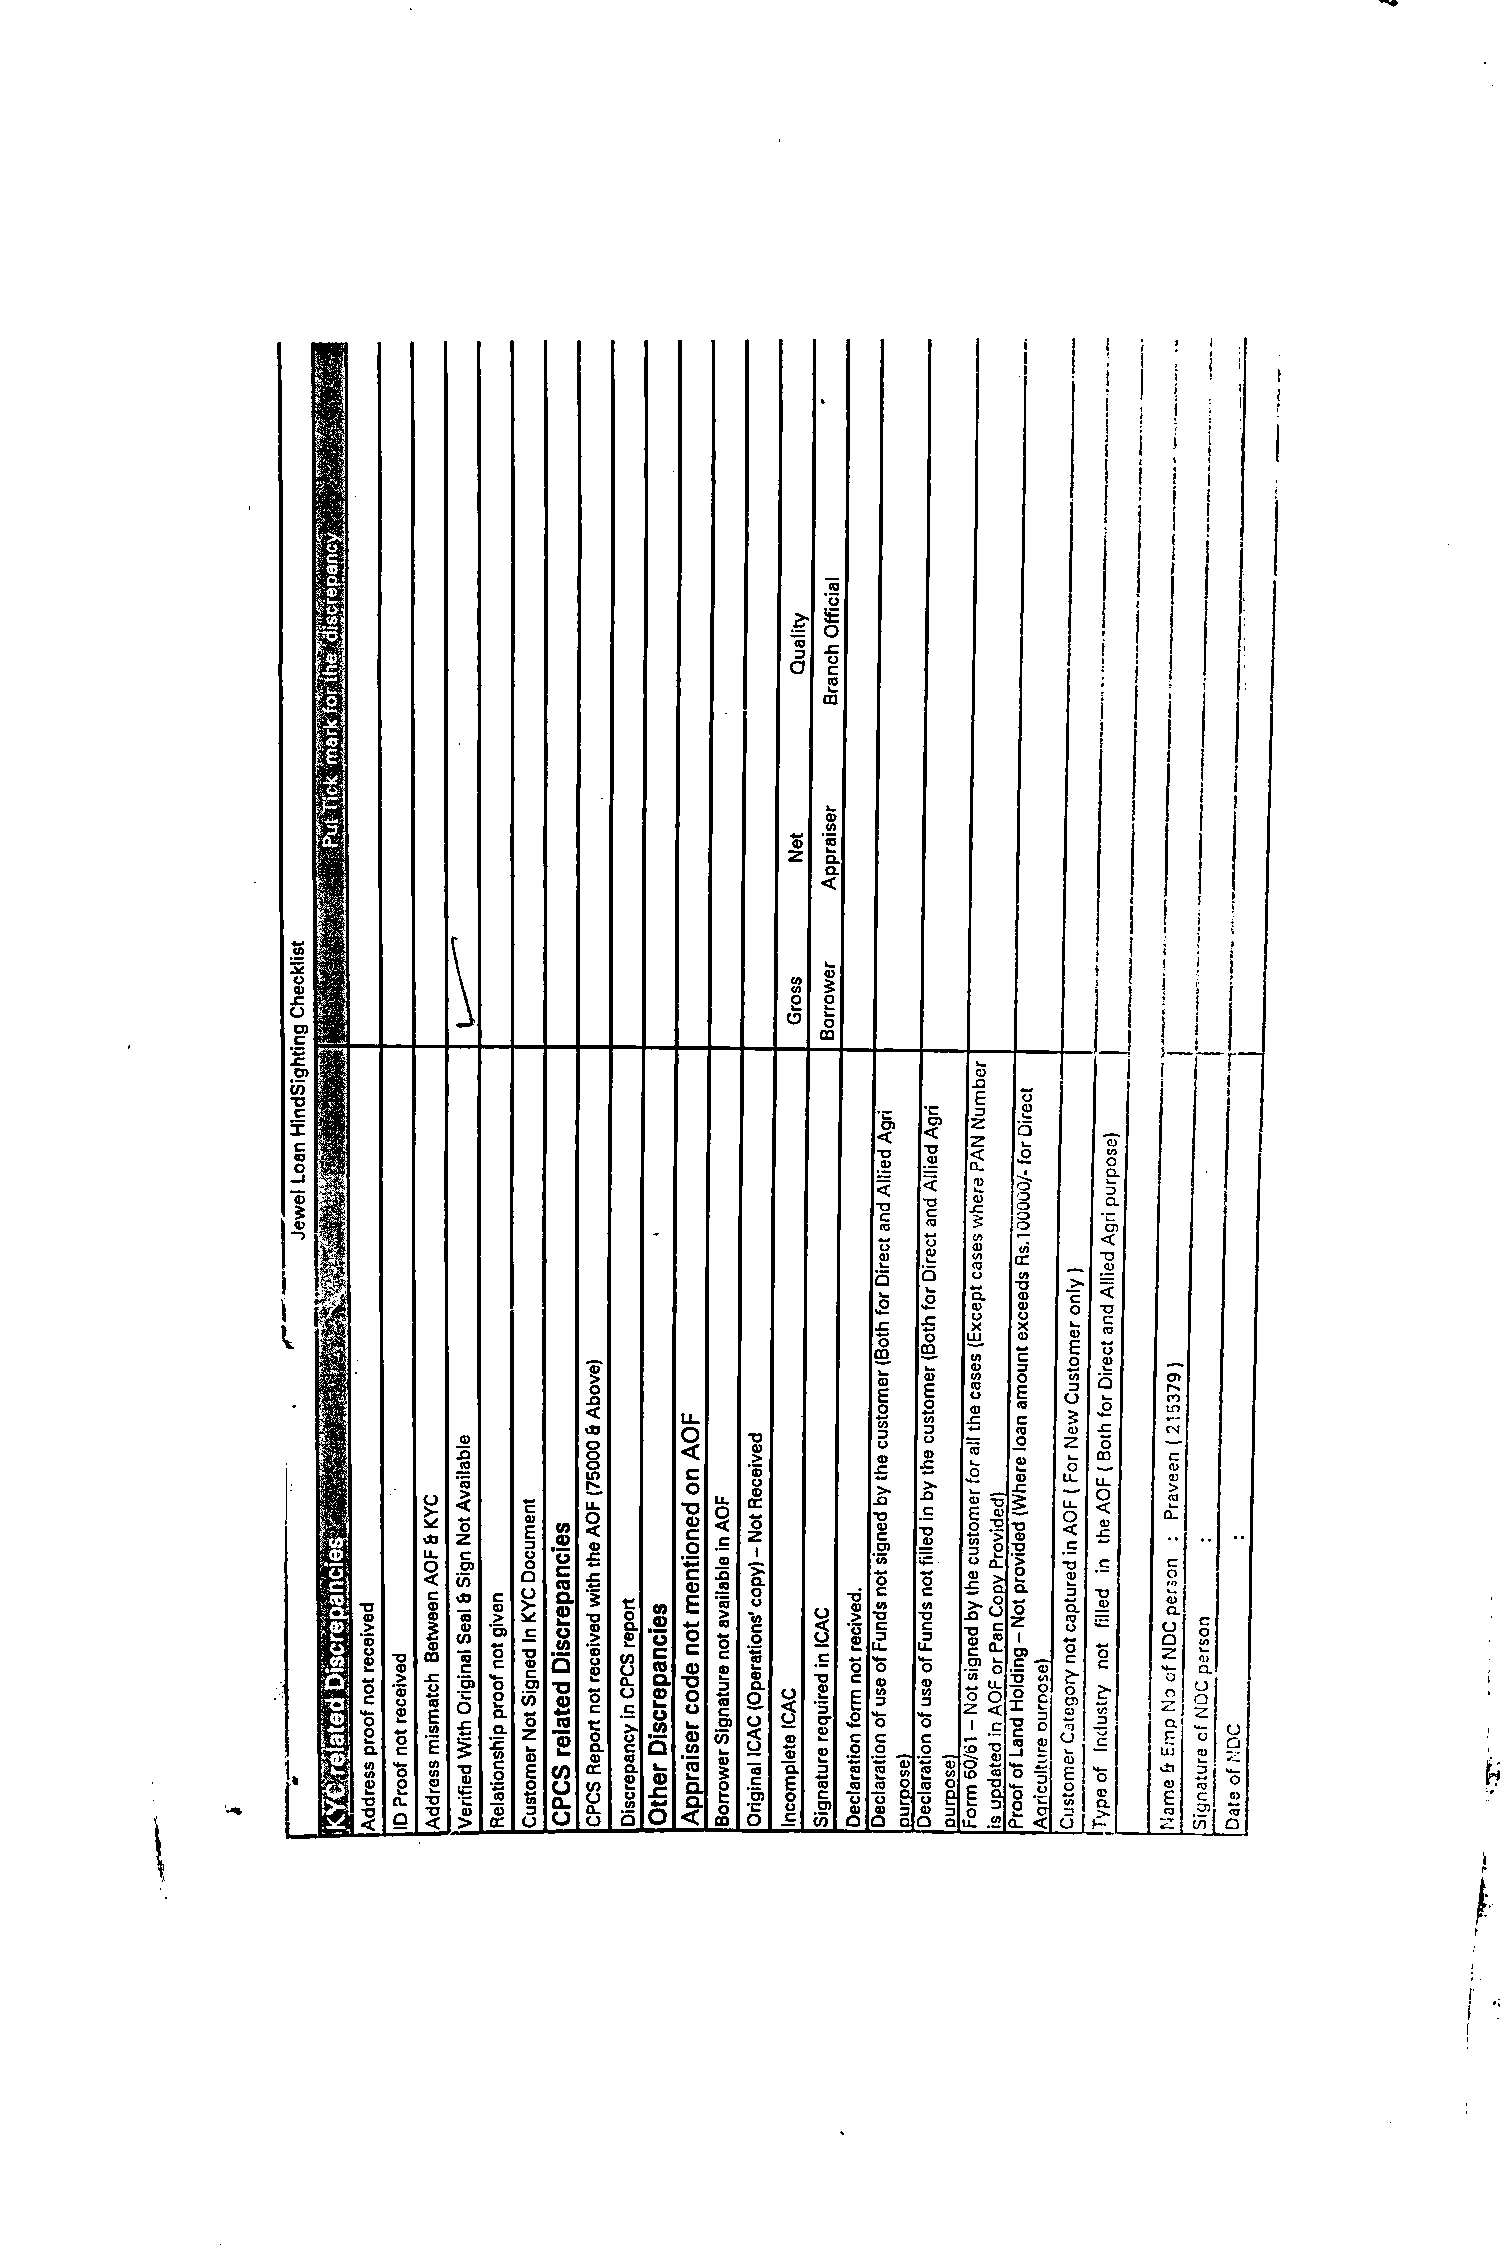 Jewel Loan HindSighting Checklist
KYC related Discrepancies Put tick mark for the discrepancy
Address proof not received
ID Proof not received
Address mismatch Between AOF & KYC
Verified With Original Seal & Sign Not Available ✓
Relationship proof not given
Customer Not Signed In KYC Document
CPCS related Discrepancies
CPCS Report not received with the AOF (75000 & Above)
Discrepancy in CPCS report
Other Discrepancies
Appraiser code not mentioned on AOF
Borrower Signature not available in AOF
Original ICAC (Operations' copy) – Not Received
Incomplete ICAC Gross Net Quality
Signature required in ICAC Borrower Appraiser Branch Official
Declaration form not recived.
Declaration of use of Funds not signed by the customer (Both for Direct and Allied Agri
purpose)
Declaration of use of Funds not filled in by the customer (Both for Direct and Allied Agri
purpose)
Form 60/61 – Not signed by the customer for all the cases (Except cases where PAN Number
is updated in AOF or Pan Copy Provided)
Proof of Land Holding – Not provided (Where loan amount exceeds Rs.100000/- for Direct
Agriculture purpose)
Customer Category not captured in AOF ( For New Customer only )
Type of Industry not filled in the AOF ( Both for Direct and Allied Agri purpose)
Name & Emp No of NDC person : Praveen ( 215379 )
Signature of NDC person :
Date of NDC :